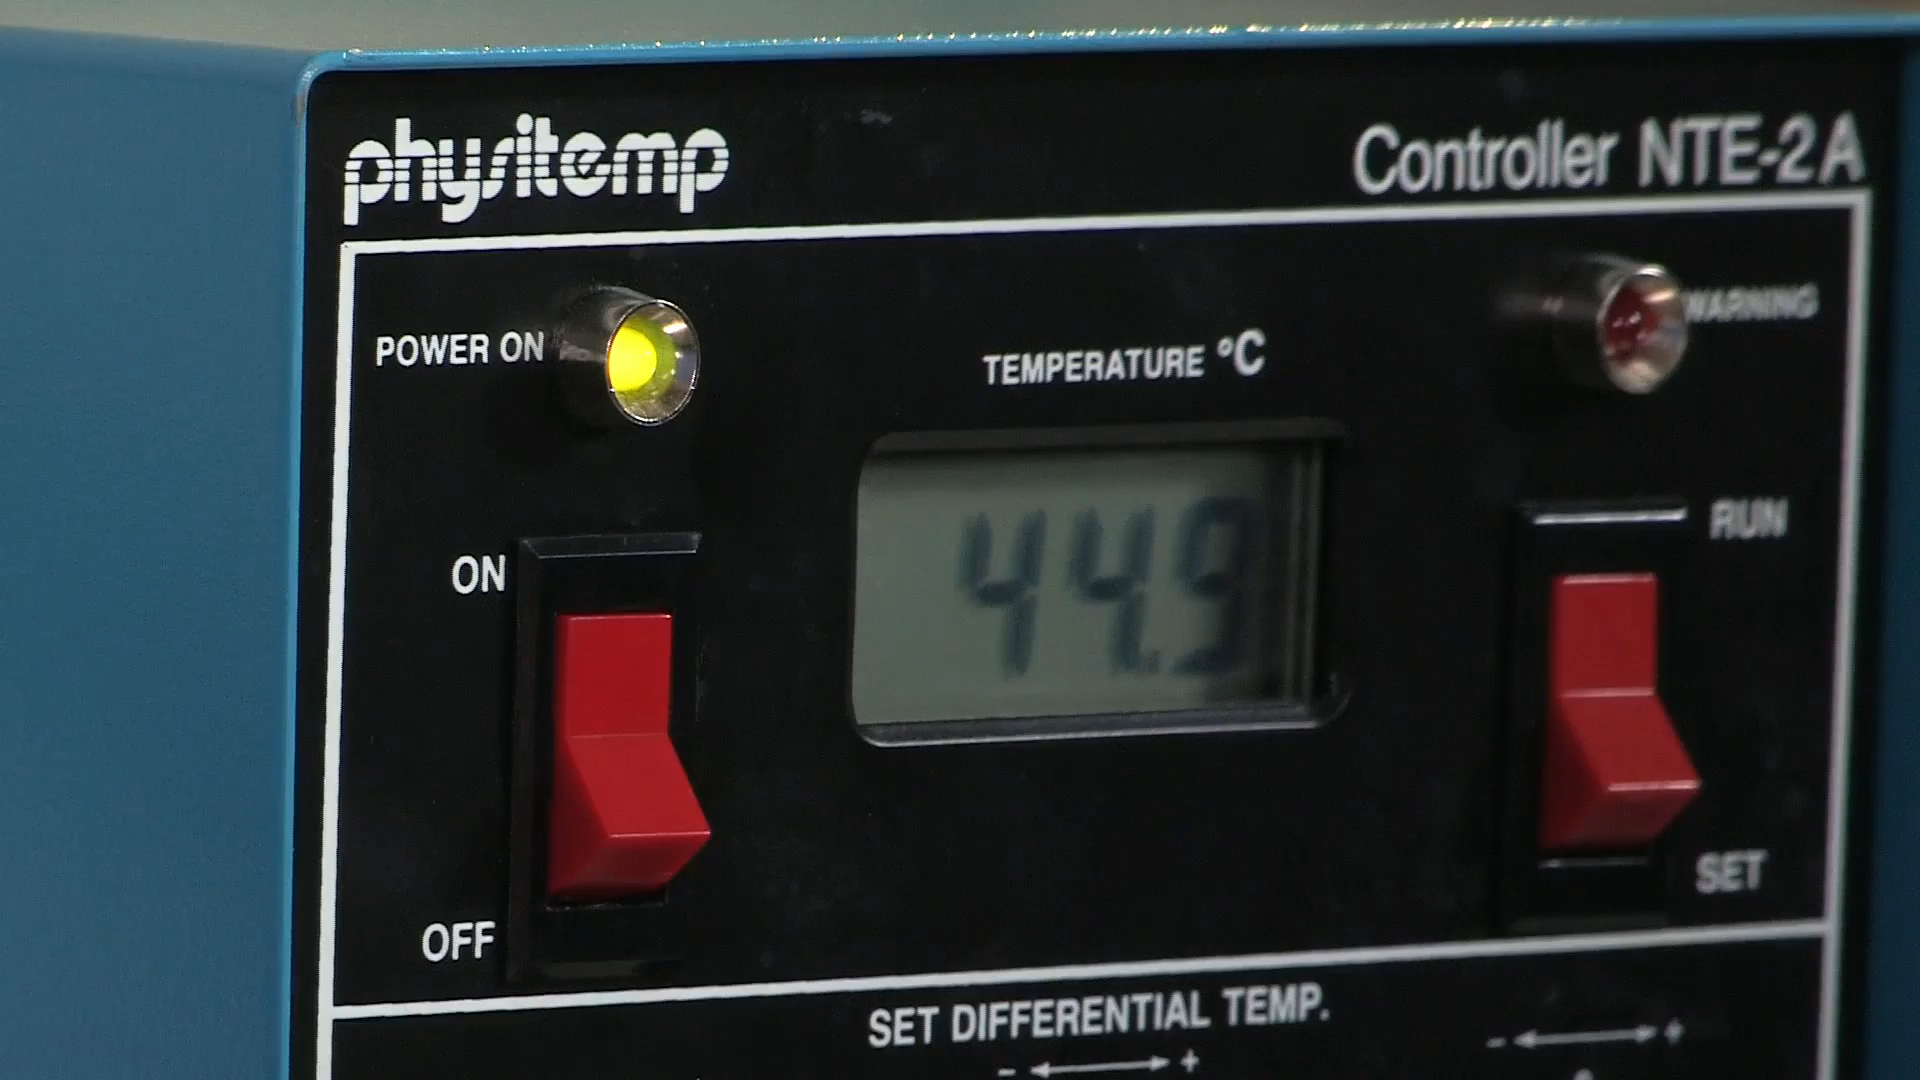 physitemp
Controller NTE-2A
POWER ON
WARNING
TEMPERATURE °C
44.9
ON
OFF
RUN
SET
SET DIFFERENTIAL TEMP.
- +
- +